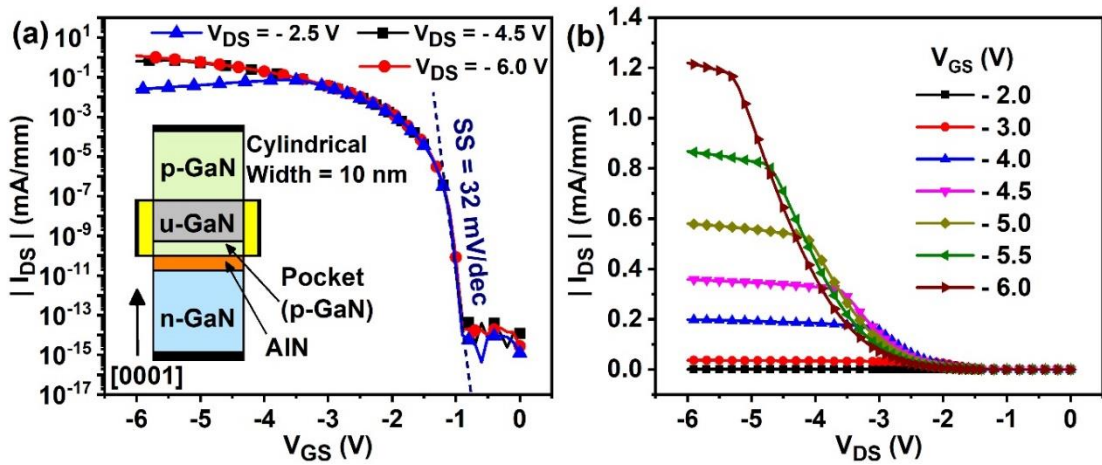 (a)
V_DS = - 2.5 V
V_DS = - 4.5 V
V_DS = - 6.0 V
10^1
10^-1
10^-3
10^-5
10^-7
10^-9
10^-11
10^-13
10^-15
10^-17
| I_DS | (mA/mm)
p-GaN
Cylindrical
Width = 10 nm
u-GaN
Pocket
(p-GaN)
n-GaN
AlN
[0001]
SS = 32 mV/dec
-6 -5 -4 -3 -2 -1 0
V_GS (V)
(b)
1.4
1.2
1.0
0.8
0.6
0.4
0.2
0.0
| I_DS | (mA/mm)
V_GS (V)
- 2.0
- 3.0
- 4.0
- 4.5
- 5.0
- 5.5
- 6.0
-6 -5 -4 -3 -2 -1 0
V_DS (V)